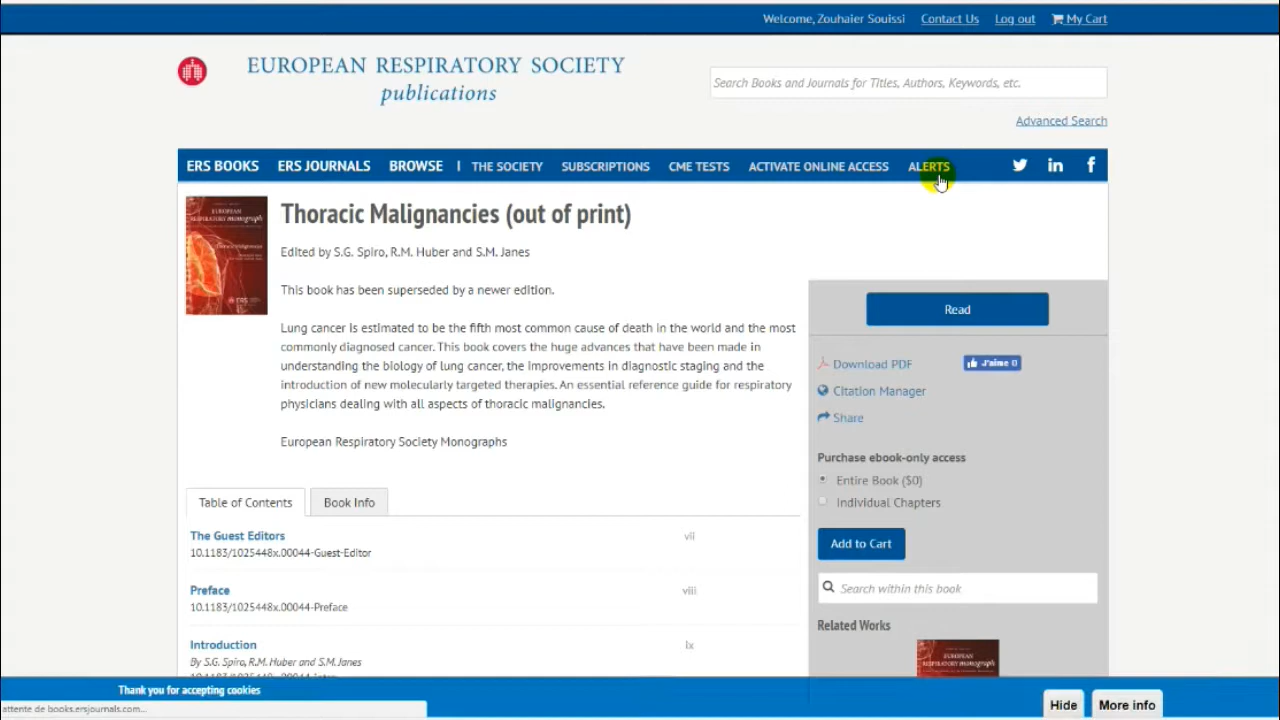 Welcome, Zouhaier Souissi Contact Us Log out My Cart
EUROPEAN RESPIRATORY SOCIETY
publications
Search Books and Journals for Titles, Authors, Keywords, etc.
Advanced Search
ERS BOOKS ERS JOURNALS BROWSE | THE SOCIETY SUBSCRIPTIONS CME TESTS ACTIVATE ONLINE ACCESS ALERTS
EUROPEAN
RESPIRATORY monograph
Thoracic Malignancies (out of print)
Edited by S.G. Spiro, R.M. Huber and S.M. Janes
This book has been superseded by a newer edition.
Lung cancer is estimated to be the fifth most common cause of death in the world and the most
commonly diagnosed cancer. This book covers the huge advances that have been made in
understanding the biology of lung cancer, the improvements in diagnostic staging and the
introduction of new molecularly targeted therapies. An essential reference guide for respiratory
physicians dealing with all aspects of thoracic malignancies.
European Respiratory Society Monographs
Read
Download PDF
J'aime 0
Citation Manager
Share
Purchase ebook-only access
Entire Book ($0)
Individual Chapters
Add to Cart
Search within this book
Related Works
EUROPEAN
RESPIRATORY monograph
Table of Contents Book Info
The Guest Editors vii
10.1183/1025448x.00044-Guest-Editor
Preface viii
10.1183/1025448x.00044-Preface
Introduction ix
By S.G. Spiro, R.M. Huber and S.M. Janes
Thank you for accepting cookies
attente de books.ersjournals.com...
Hide More info